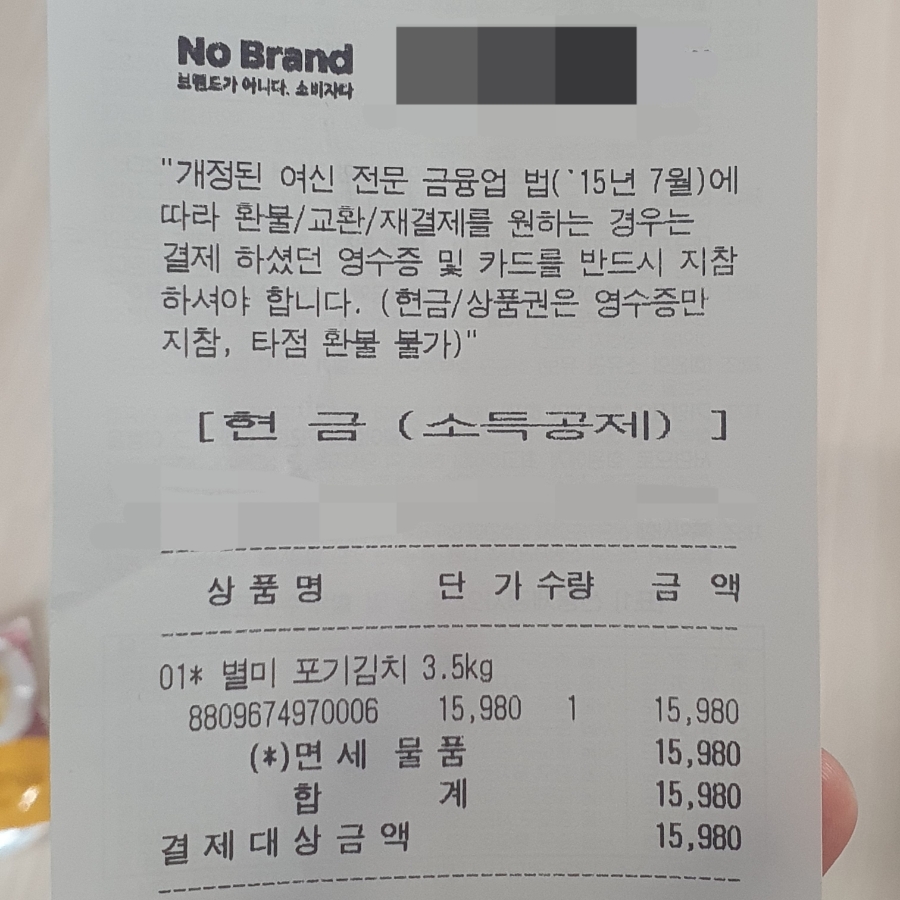 No Brand
브랜드가 아니다. 소비자다
"개정된 여신 전문 금융업 법('15년 7월)에
따라 환불/교환/재결제를 원하는 경우는
결제 하셨던 영수증 및 카드를 반드시 지참
하셔야 합니다. (현금/상품권은 영수증만
지참, 타점 환불 불가)"
[현 금 (소득공제) ]
상 품 명 단 가 수량 금 액
01* 별미 포기김치 3.5kg
8809674970006 15,980 1 15,980
(*)면 세 물 품 15,980
합 계 15,980
결 제 대 상 금 액 15,980